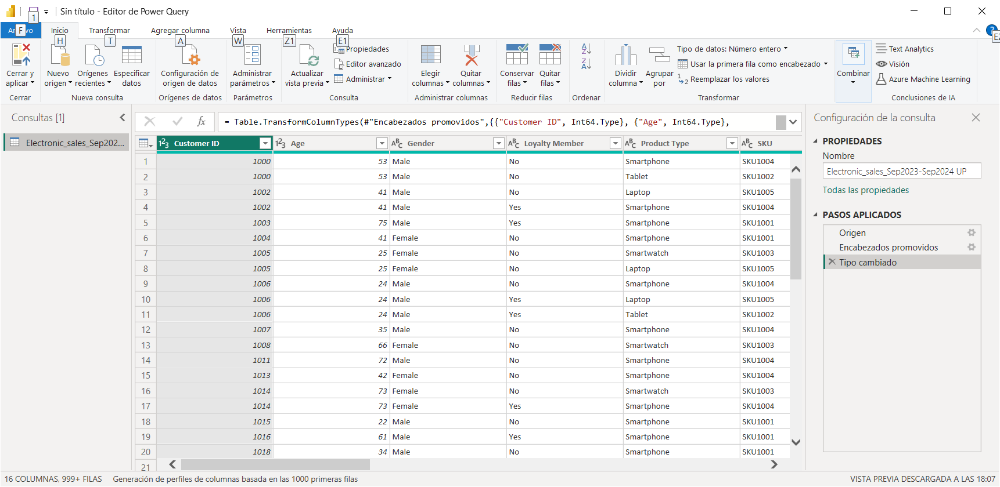 1
Sin título - Editor de Power Query
F
Inicio
Transformar
Agregar columna
Vista
Herramientas
Ayuda
?
H
T
A
W
Z1
E1
E2
Cerrar y
aplicar
Nuevo
origen
Orígenes
recientes
Especificar
datos
Configuración de
origen de datos
Administrar
parámetros
Actualizar
vista previa
Propiedades
Editor avanzado
Administrar
Elegir
columnas
Quitar
columnas
Conservar
filas
Quitar
filas
Dividir
columna
Agrupar
por
Tipo de datos: Número entero
Usar la primera fila como encabezado
Reemplazar los valores
Combinar
Text Analytics
Visión
Azure Machine Learning
Cerrar
Nueva consulta
Orígenes de datos
Parámetros
Consulta
Administrar columnas
Reducir filas
Ordenar
Transformar
Conclusiones de IA
Consultas [1]
Electronic_sales_Sep202...
fx
= Table.TransformColumnTypes(#"Encabezados promovidos",{{"Customer ID", Int64.Type}, {"Age", Int64.Type},
Customer ID Age Gender Loyalty Member Product Type SKU
1 1000 53 Male No Smartphone SKU1004
2 1000 53 Male No Tablet SKU1002
3 1002 41 Male No Laptop SKU1005
4 1002 41 Male Yes Smartphone SKU1004
5 1003 75 Male Yes Smartphone SKU1001
6 1004 41 Female No Smartphone SKU1001
7 1005 25 Female No Smartwatch SKU1003
8 1005 25 Female No Laptop SKU1005
9 1006 24 Male No Smartphone SKU1004
10 1006 24 Male Yes Laptop SKU1005
11 1006 24 Male Yes Tablet SKU1002
12 1007 35 Male No Smartphone SKU1004
13 1008 66 Female No Smartwatch SKU1003
14 1011 72 Male No Smartphone SKU1004
15 1013 42 Female No Smartphone SKU1004
16 1014 73 Female No Smartwatch SKU1003
17 1014 73 Female Yes Smartphone SKU1004
18 1015 22 Male No Smartphone SKU1001
19 1016 61 Male Yes Smartphone SKU1001
20 1018 34 Male No Smartphone SKU1001
21
Configuración de la consulta
PROPIEDADES
Nombre
Electronic_sales_Sep2023-Sep2024 UP
Todas las propiedades
PASOS APLICADOS
Origen
Encabezados promovidos
Tipo cambiado
16 COLUMNAS, 999+ FILAS
Generación de perfiles de columnas basada en las 1000 primeras filas
VISTA PREVIA DESCARGADA A LAS 18:07